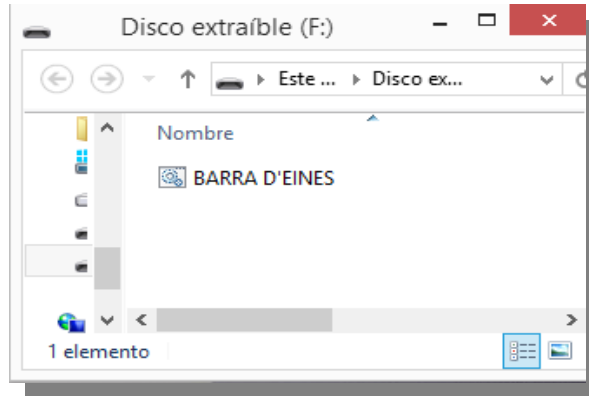 Disco extraíble (F:)
Este ... Disco ex...
Nombre
BARRA D'EINES
1 elemento